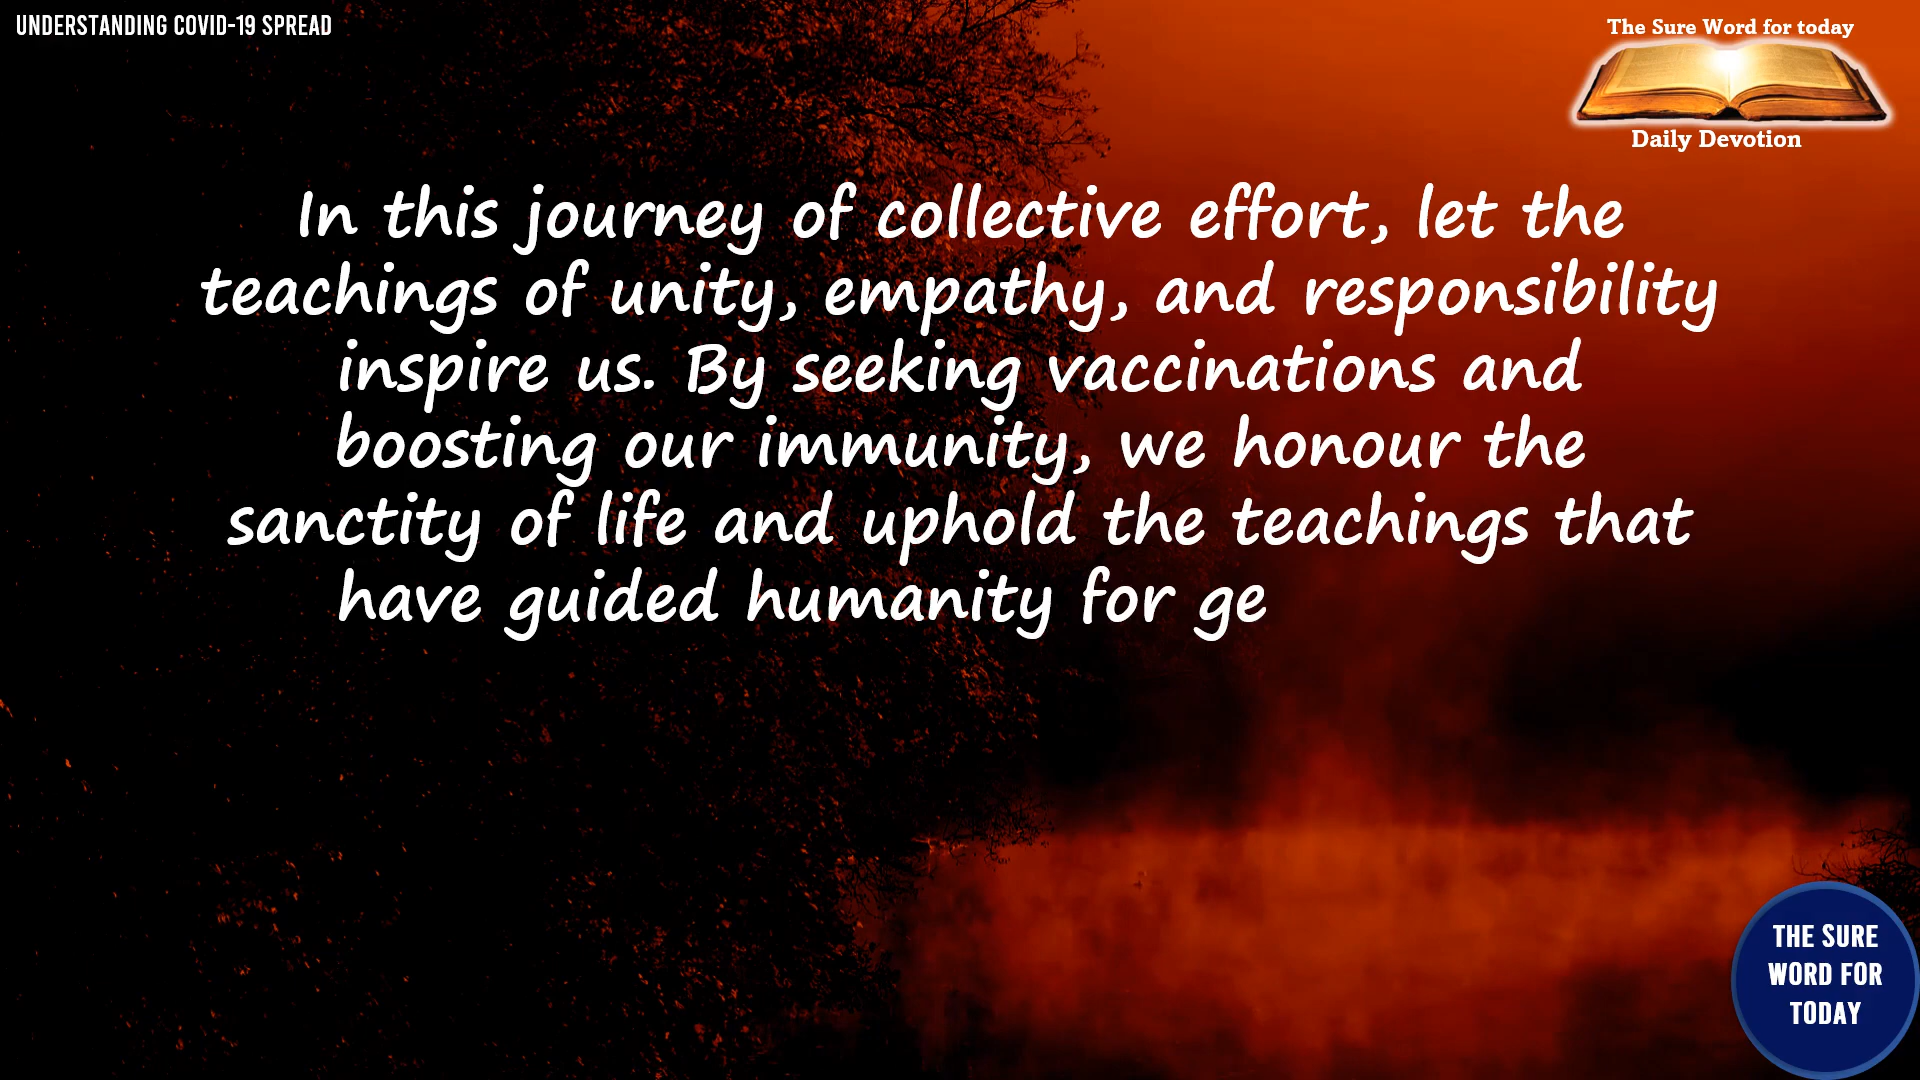 UNDERSTANDING COVID-19 SPREAD
The Sure Word for today
Daily Devotion
In this journey of collective effort, let the
teachings of unity, empathy, and responsibility
inspire us. By seeking vaccinations and
boosting our immunity, we honour the
sanctity of life and uphold the teachings that
have guided humanity for ge
THE SURE
WORD FOR
TODAY